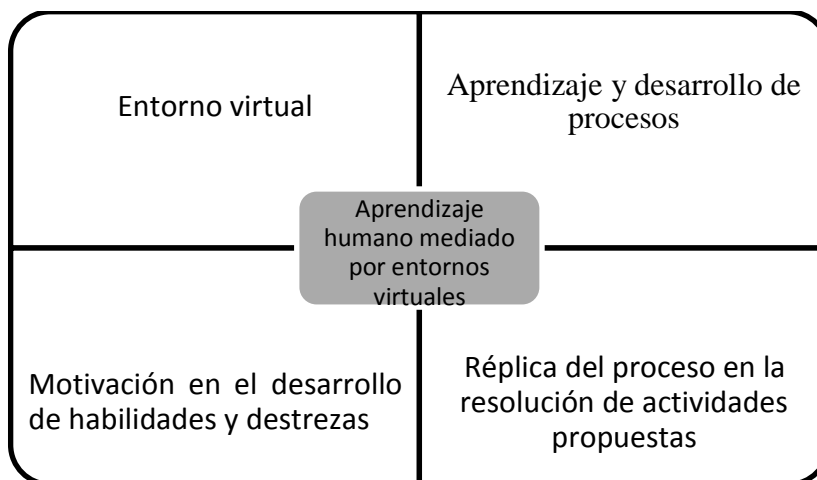 Entorno virtual
Aprendizaje y desarrollo de
procesos
Aprendizaje
humano mediado
por entornos
virtuales
Motivación en el desarrollo
de habilidades y destrezas
Réplica del proceso en la
resolución de actividades
propuestas